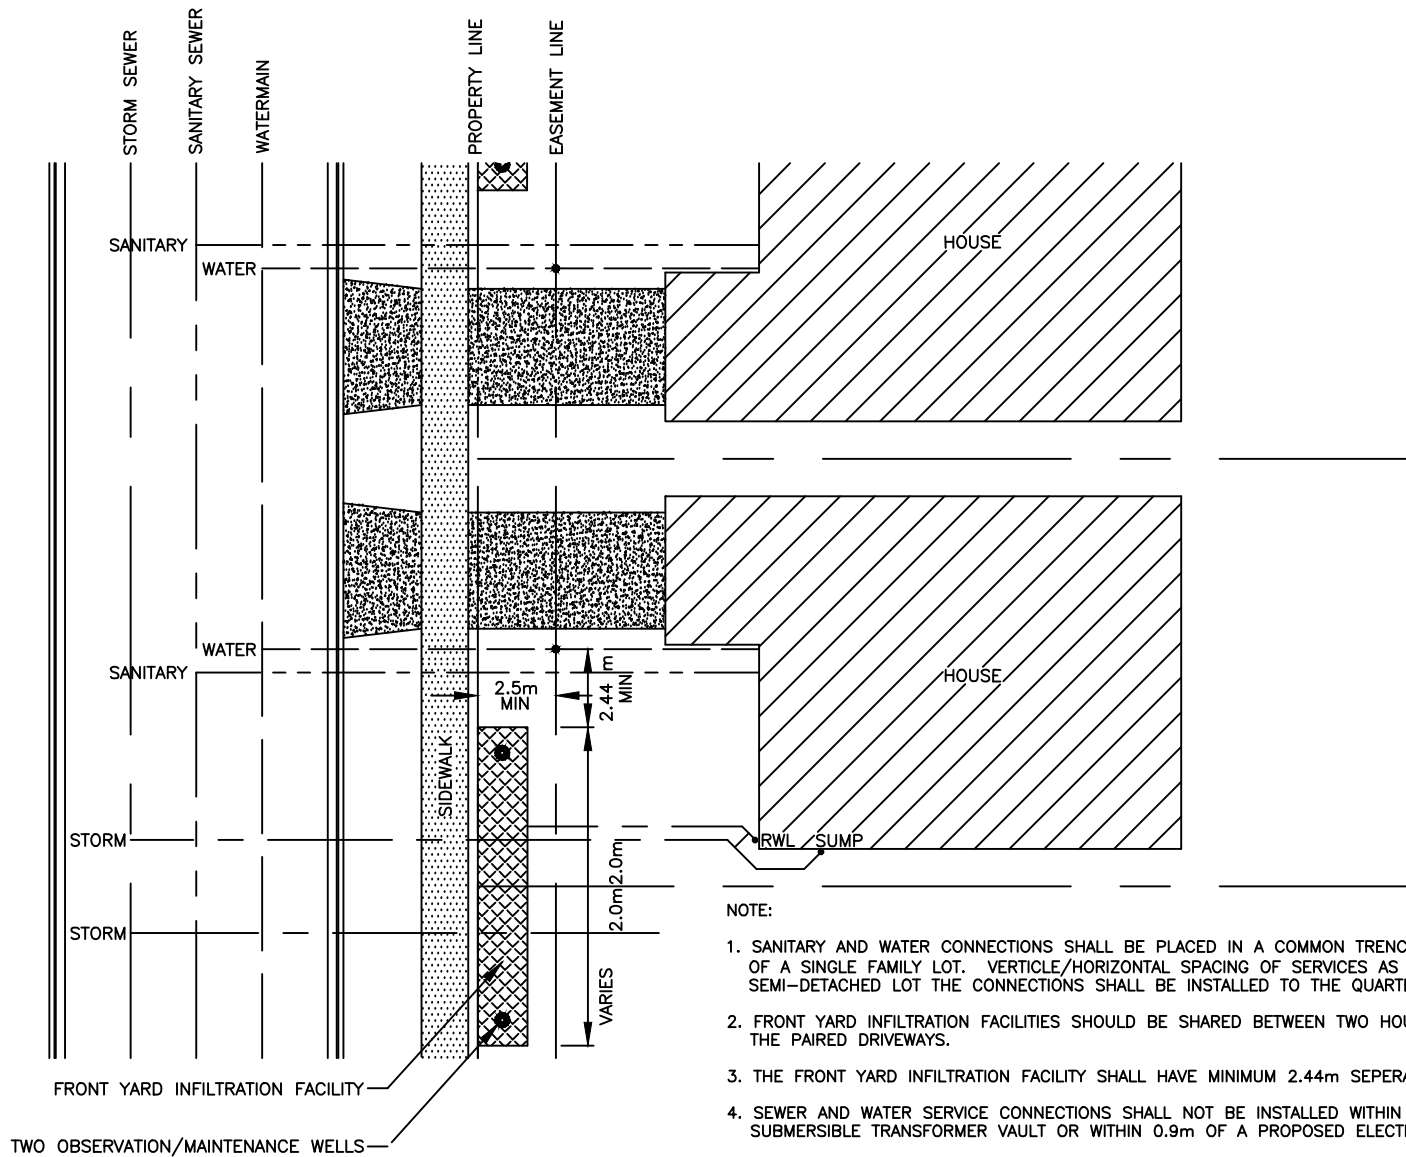 STORM SEWER
SANITARY SEWER
WATERMAIN
PROPERTY LINE
EASEMENT LINE
SANITARY
WATER
HOUSE
WATER
SANITARY
HOUSE
2.5m
MIN
2.44 m
MIN
SIDEWALK
STORM
RWL SUMP
2.0m 2.0m
STORM
VARIES
FRONT YARD INFILTRATION FACILITY
TWO OBSERVATION/MAINTENANCE WELLS
NOTE:
1. SANITARY AND WATER CONNECTIONS SHALL BE PLACED IN A COMMON
OF A SINGLE FAMILY LOT. VERTICLE/HORIZONTAL SPACING OF SERVICES AS
SEMI-DETACHED LOT THE CONNECTIONS SHALL BE INSTALLED TO THE
2. FRONT YARD INFILTRATION FACILITIES SHOULD BE SHARED BETWEEN TWO
THE PAIRED DRIVEWAYS.
3. THE FRONT YARD INFILTRATION FACILITY SHALL HAVE MINIMUM 2.44m
4. SEWER AND WATER SERVICE CONNECTIONS SHALL NOT BE INSTALLED WITHIN
SUBMERSIBLE TRANSFORMER VAULT OR WITHIN 0.9m OF A PROPOSED